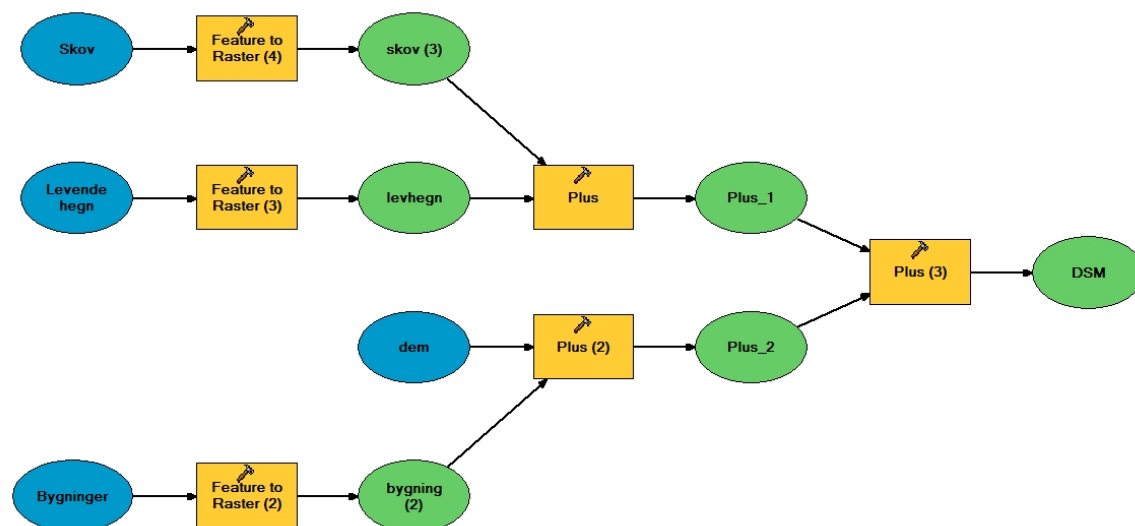 Skov
Feature to
Raster (4)
skov (3)
Levende
hegn
Feature to
Raster (3)
levhegn
Plus
Plus_1
Plus (3)
DSM
dem
Plus (2)
Plus_2
Bygninger
Feature to
Raster (2)
bygning
(2)